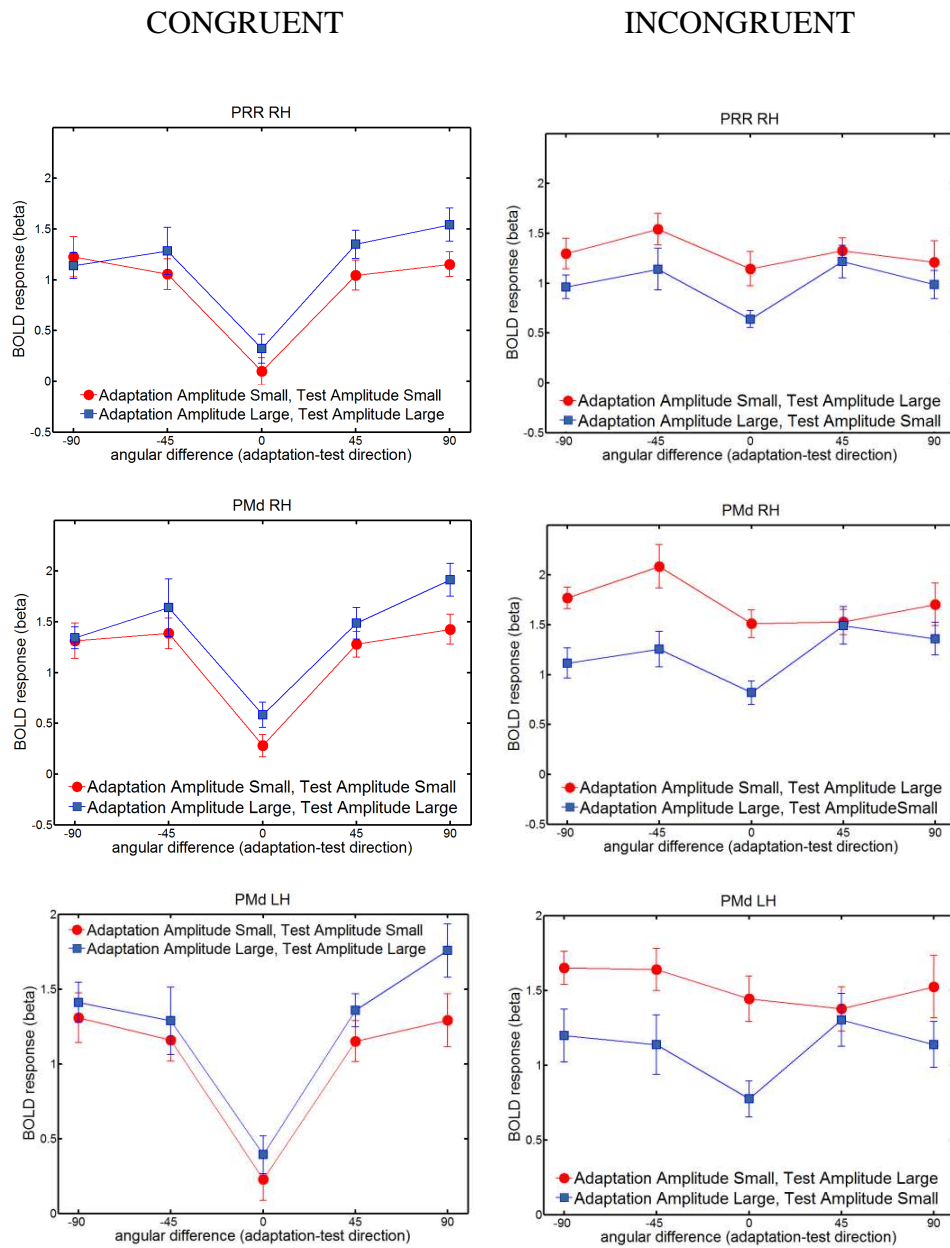 CONGRUENT
INCONGRUENT
PRR RH
BOLD response (beta)
2
1.5
1
0.5
0
-0.5
Adaptation Amplitude Small, Test Amplitude Small
Adaptation Amplitude Large, Test Amplitude Large
-90 -45 0 45 90
angular difference (adaptation-test direction)
PRR RH
BOLD response (beta)
2
1.5
1
0.5
0
-0.5
Adaptation Amplitude Small, Test Amplitude Large
Adaptation Amplitude Large, Test Amplitude Small
-90 -45 0 45 90
angular difference (adaptation-test direction)
PMd RH
BOLD response (beta)
2
1.5
1
0.5
0
-0.5
Adaptation Amplitude Small, Test Amplitude Small
Adaptation Amplitude Large, Test Amplitude Large
-90 -45 0 45 90
angular difference (adaptation-test direction)
PMd RH
BOLD response (beta)
2
1.5
1
0.5
0
-0.5
Adaptation Amplitude Small, Test Amplitude Large
Adaptation Amplitude Large, Test AmplitudeSmall
-90 -45 0 45 90
angular difference (adaptation-test direction)
PMd LH
BOLD response (beta)
2
Adaptation Amplitude Small, Test Amplitude Small
Adaptation Amplitude Large, Test Amplitude Large
1.5
1
0.5
0
-90 -45 0 45 90
angular difference (adaptation-test direction)
PMd LH
BOLD response (beta)
2
1.5
1
0.5
0
Adaptation Amplitude Small, Test Amplitude Large
Adaptation Amplitude Large, Test Amplitude Small
-90 -45 0 45 90
angular difference (adaptation-test direction)